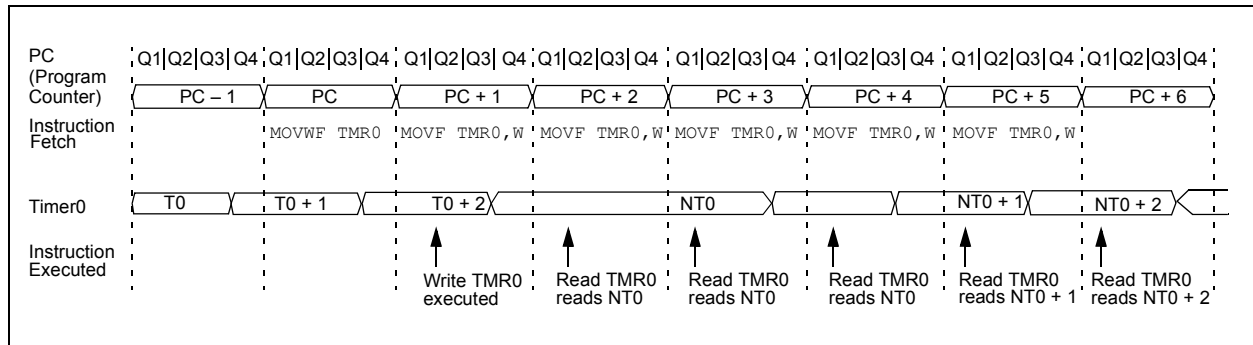 PC
(Program
Counter)
Q1|Q2|Q3|Q4 Q1|Q2|Q3|Q4 Q1|Q2|Q3|Q4 Q1|Q2|Q3|Q4 Q1|Q2|Q3|Q4 Q1|Q2|Q3|Q4 Q1|Q2|Q3|Q4 Q1|Q2|Q3|Q4
PC – 1 PC PC + 1 PC + 2 PC + 3 PC + 4 PC + 5 PC + 6
Instruction
Fetch
MOVWF TMR0 MOVF TMR0,W MOVF TMR0,W MOVF TMR0,W MOVF TMR0,W MOVF TMR0,W
Timer0
T0 T0 + 1 T0 + 2 NT0 NT0 + 1 NT0 + 2
Instruction
Executed
Write TMR0
executed
Read TMR0
reads NT0
Read TMR0
reads NT0
Read TMR0
reads NT0
Read TMR0
reads NT0 + 1
Read TMR0
reads NT0 + 2